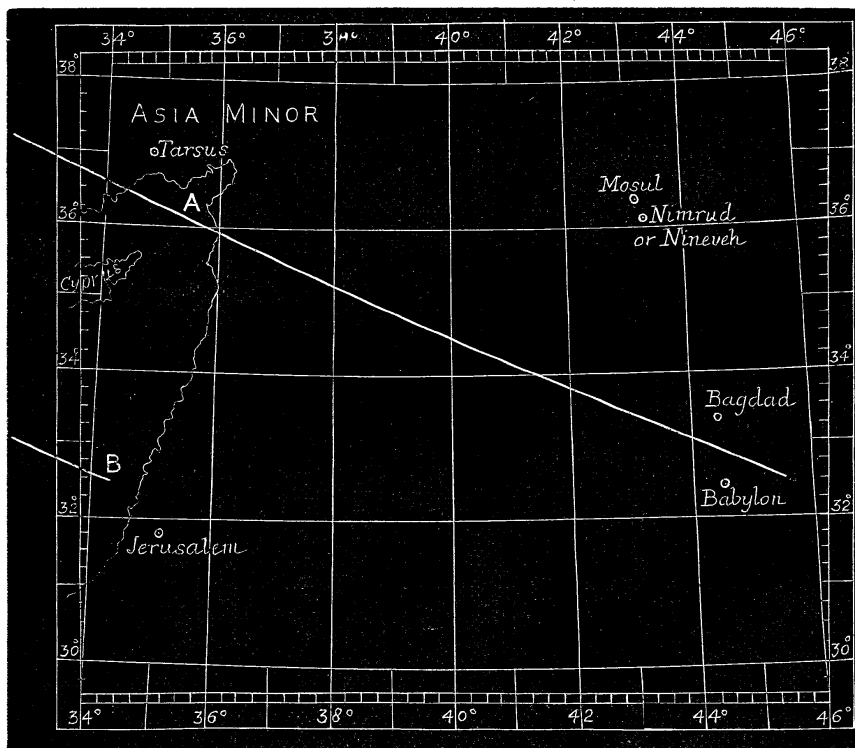 34° 36° 38° 40° 42° 44° 46°
38° 38°
ASIA MINOR
Tarsus
Mosul
A
Nimrud
36° 36°
or Nineveh
Cyprus
34° 34°
Bagdad
B
Babylon
32° 32°
Jerusalem
30° 30°
34° 36° 38° 40° 42° 44° 46°